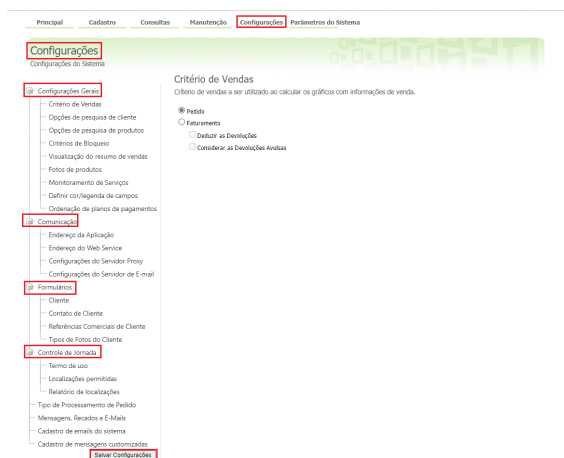 Principal Cadastro Consultas Manutenção Configurações Parâmetros do Sistema
Configurações
Configurações do Sistema
Critério de Vendas
Criterio de vendas a ser utilizado ao calcular os gráficos com informações de venda.
Pedido
Faturamento
Deduzir as Devoluções
Considerar as Devoluções Avulsas
Configurações Gerais
Critério de Vendas
Opções de pesquisa de cliente
Opções de pesquisa de produtos
Critérios de Bloqueio
Visualização do resumo de vendas
Fotos de produtos
Monitoramento de Serviços
Definir cor/legenda de campos
Ordenação de planos de pagamentos
Comunicação
Endereço da Aplicação
Endereço do Web Service
Configurações do Servidor Proxy
Configurações do Servidor de E-mail
Formulários
Cliente
Contato de Cliente
Referências Comerciais de Cliente
Tipos de Fotos do Cliente
Controle de Jornada
Termo de uso
Localizações permitidas
Relatório de localizações
Tipo de Processamento de Pedido
Mensagens, Recados e E-Mails
Cadastro de emails do sistema
Cadastro de mensagens customizadas
Salvar Configurações